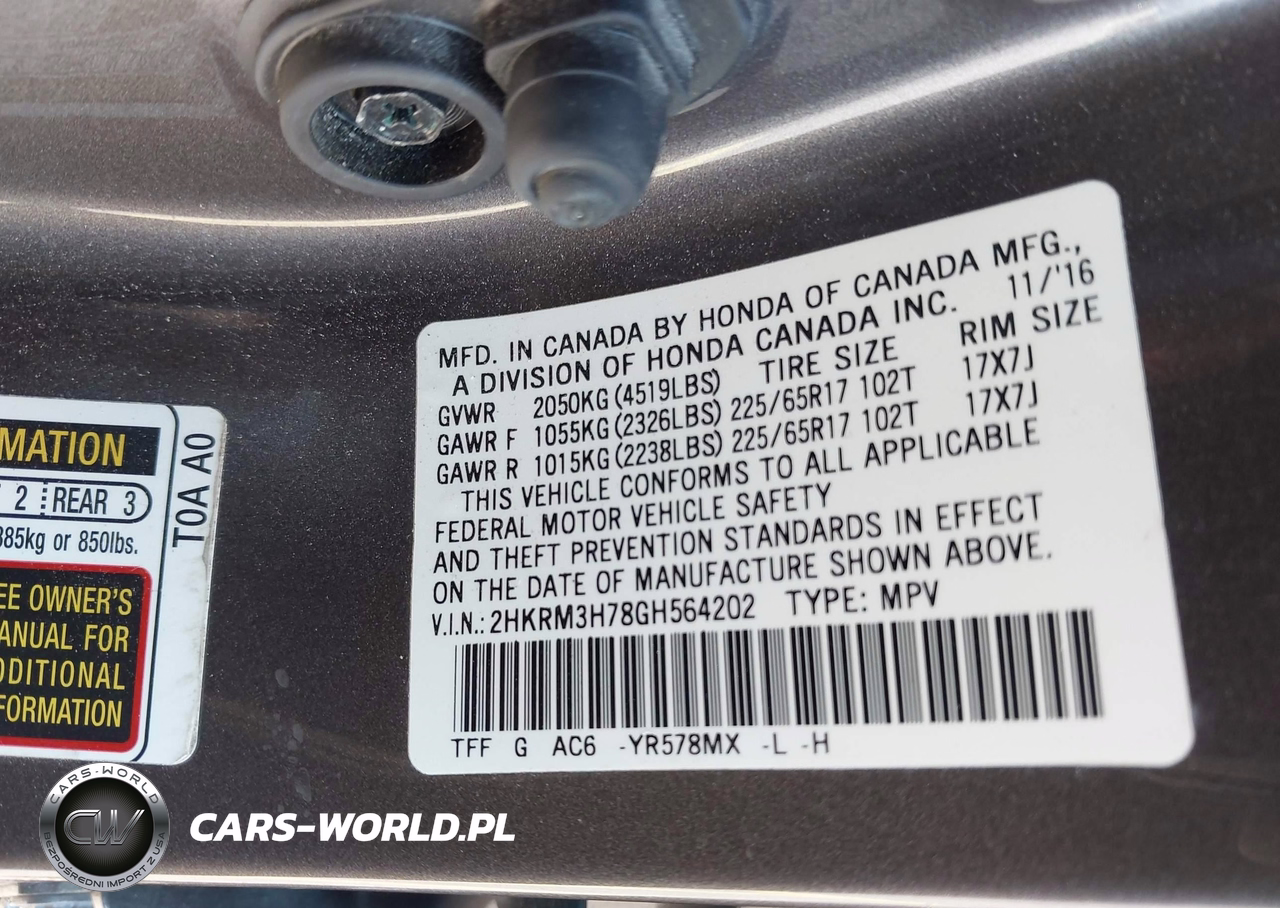 MFD. IN CANADA BY HONDA OF CANADA MFG.,
A DIVISION OF HONDA CANADA INC. 11/'16
GVWR 2050KG (4519LBS) TIRE SIZE RIM SIZE
GAWR F 1055KG (2326LBS) 225/65R17 102T 17X7J
GAWR R 1015KG (2238LBS) 225/65R17 102T 17X7J
THIS VEHICLE CONFORMS TO ALL APPLICABLE
FEDERAL MOTOR VEHICLE SAFETY
AND THEFT PREVENTION STANDARDS IN EFFECT
ON THE DATE OF MANUFACTURE SHOWN ABOVE.
V.I.N.: 2HKRM3H78GH564202 TYPE: MPV
TFF G AC6 -YR578MX -L -H
MATION
2 REAR 3
385kg or 850lbs.
EE OWNER'S
ANUAL FOR
DDITIONAL
FORMATION
T0A A0
CARS-WORLD
CW
BEZPOŚREDNI IMPORT Z USA
CARS-WORLD.PL